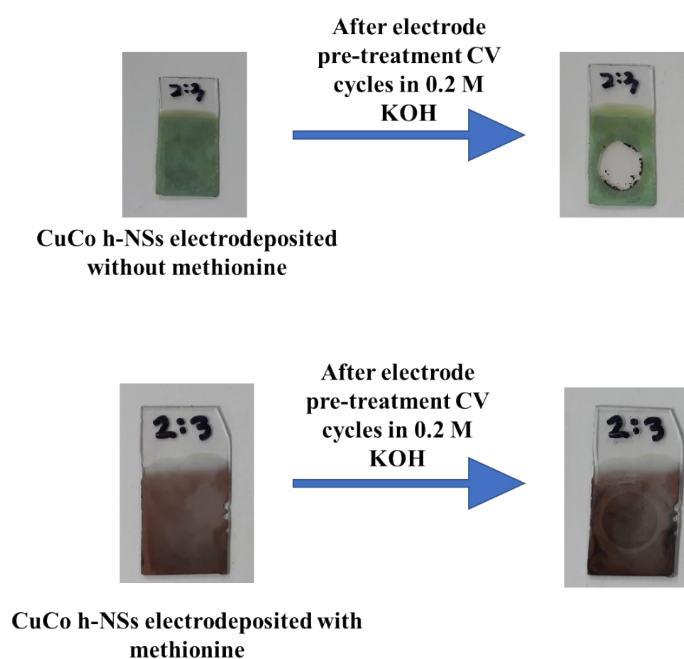 After electrode
pre-treatment CV
cycles in 0.2 M
KOH
2:3
2:3
CuCo h-NSs electrodeposited
without methionine
After electrode
pre-treatment CV
cycles in 0.2 M
KOH
2:3
2:3
CuCo h-NSs electrodeposited with
methionine